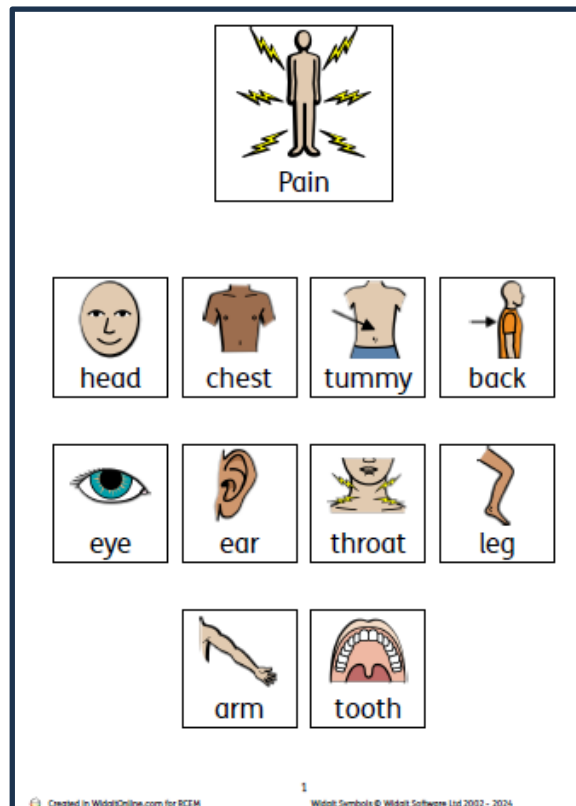 Pain
head chest tummy back
eye ear throat leg
arm tooth
1
Created in WidgitOnline.com for RCEM Widgit Symbols © Widgit Software Ltd 2002 - 2024